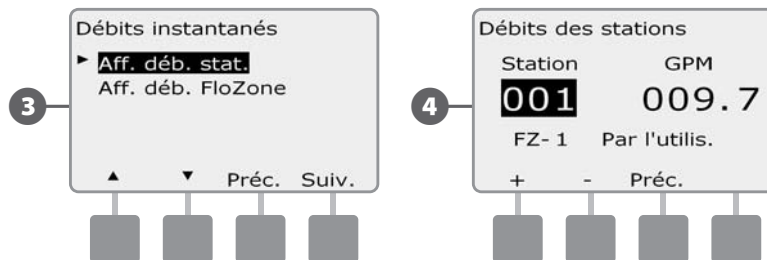 Débits instantanés
► Aff. déb. stat.
Aff. déb. FloZone
3
▲ ▼ Préc. Suiv.
Débits des stations
Station GPM
4
001 009.7
FZ- 1 Par l'utilis.
+ - Préc.